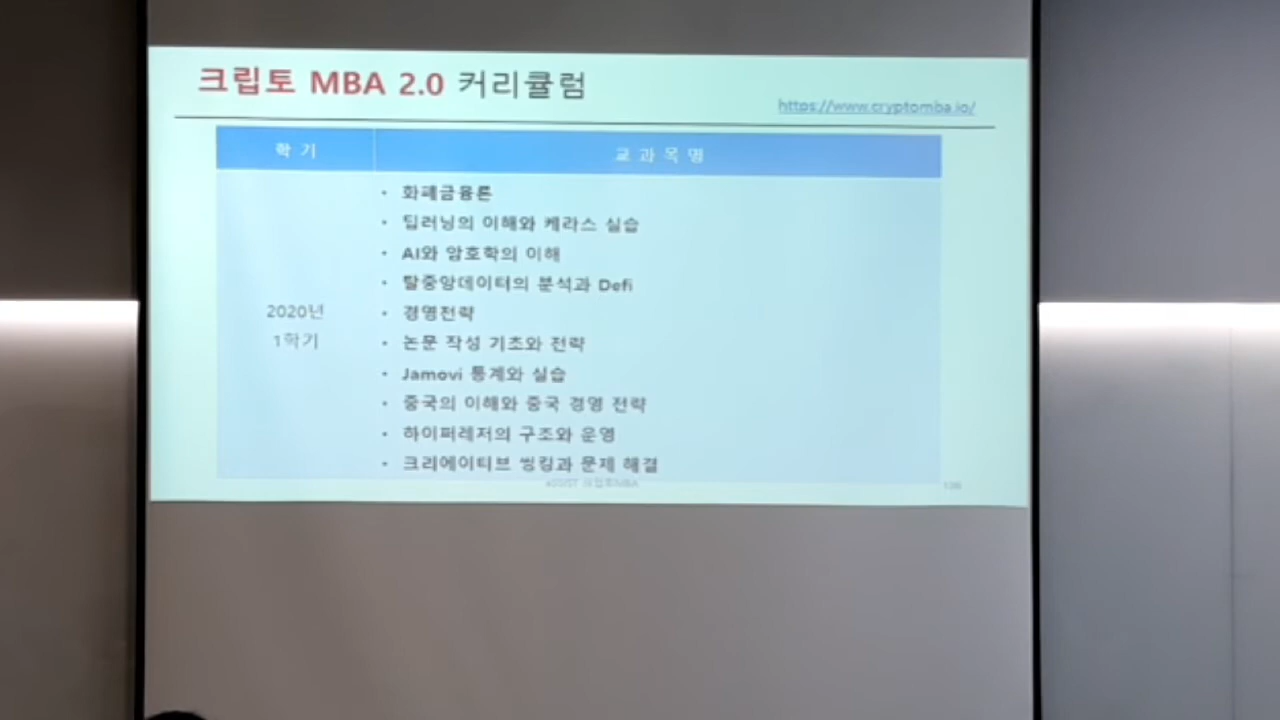 크립토 MBA 2.0 커리큘럼
https://www.cryptomba.io/
학 기
교 과 목 명
2020년
1학기
• 화폐금융론
• 딥러닝의 이해와 케라스 실습
• AI와 암호학의 이해
• 탈중앙데이터의 분석과 Defi
• 경영전략
• 논문 작성 기초와 전략
• Jamovi 통계와 실습
• 중국의 이해와 중국 경영 전략
• 하이퍼레저의 구조와 운영
• 크리에이티브 씽킹과 문제 해결
크립토MBA